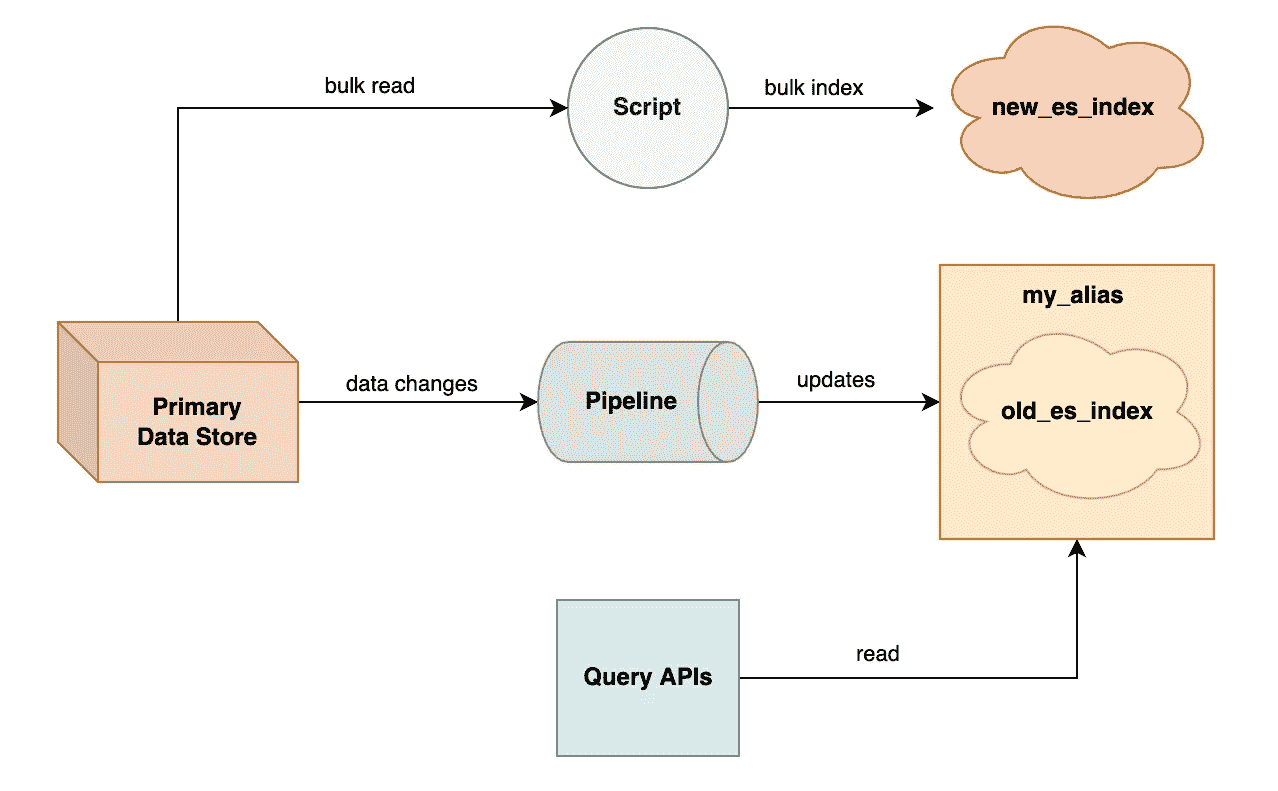 bulk read
Script
bulk index
new_es_index
my_alias
Primary
Data Store
data changes
Pipeline
updates
old_es_index
Query APIs
read